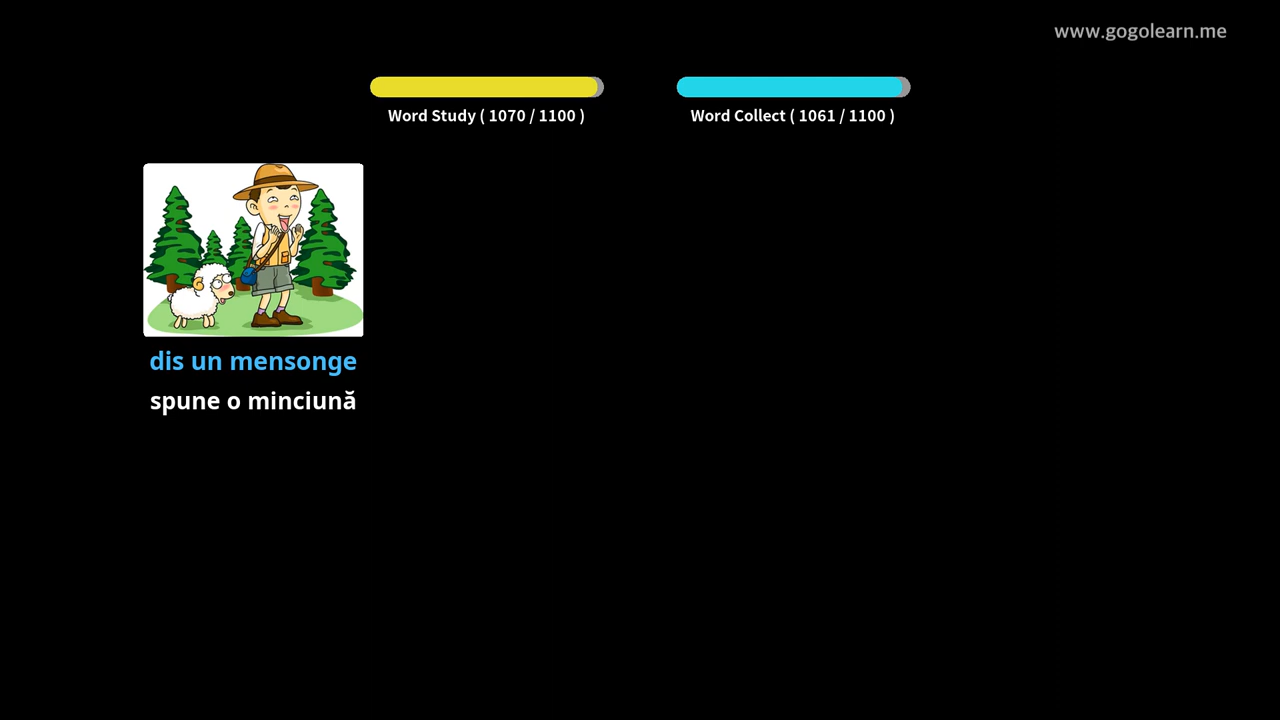 www.gogolearn.me
Word Study ( 1070 / 1100 )
Word Collect ( 1061 / 1100 )
dis un mensonge
spune o minciună